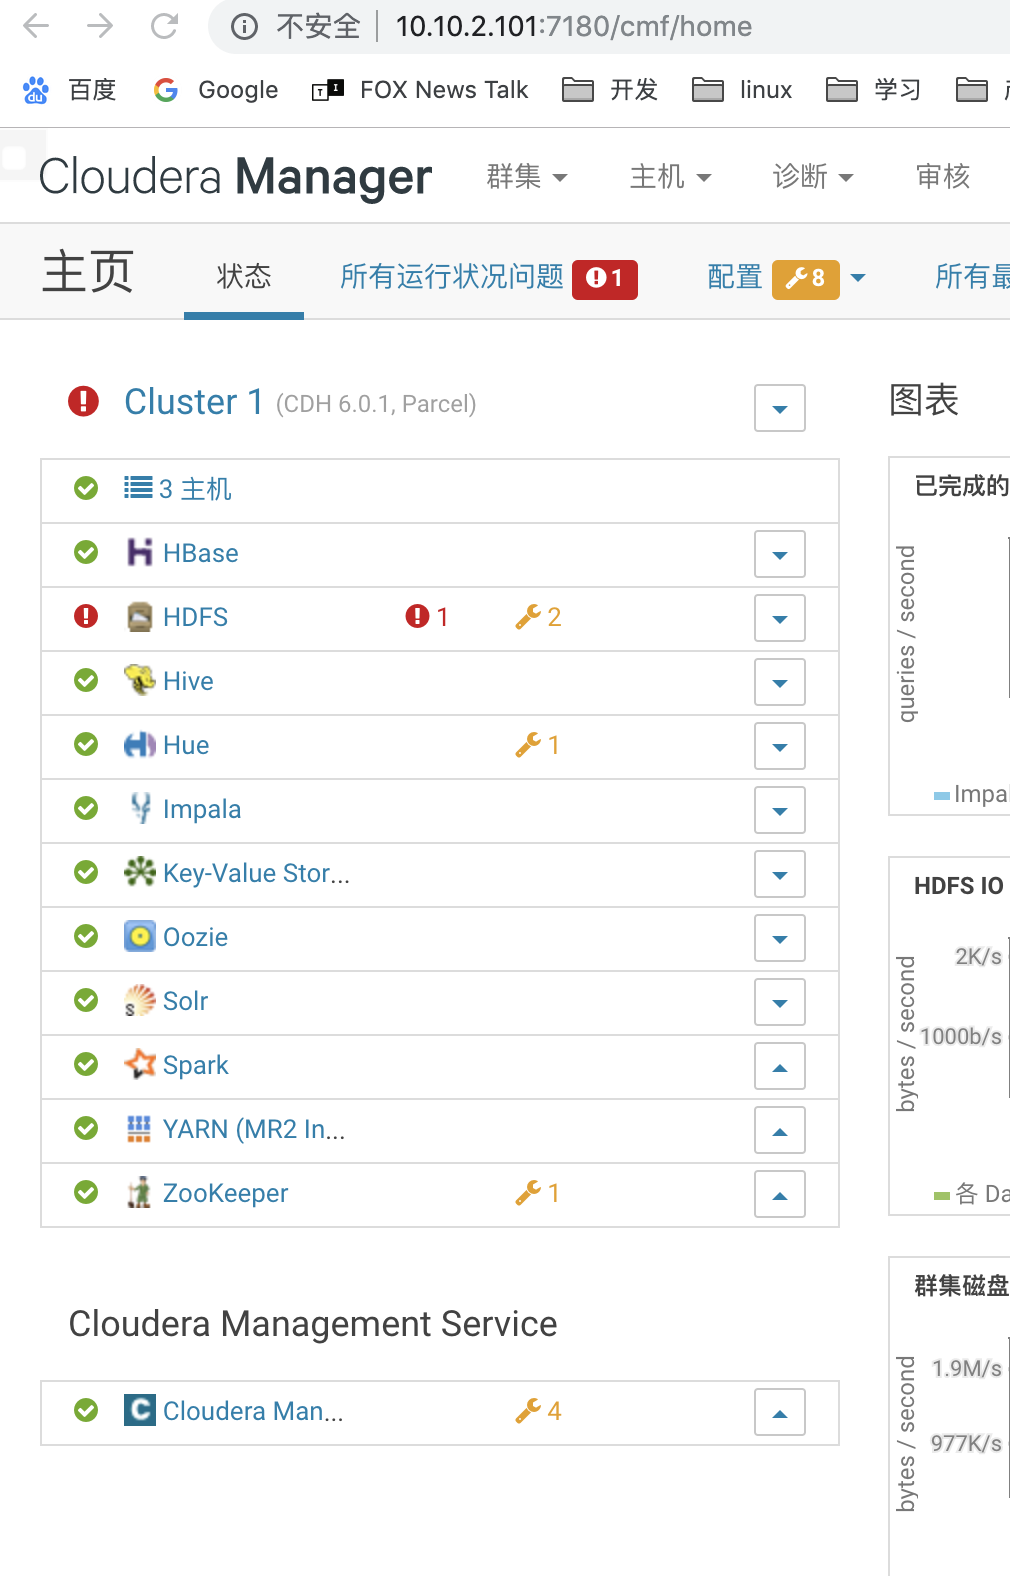 不安全 10.10.2.101:7180/cmf/home
百度 Google FOX News Talk 开发 linux 学习
Cloudera Manager 群集 主机 诊断 审核
主页 状态 所有运行状况问题 1 配置 8 所有最
Cluster 1 (CDH 6.0.1, Parcel)
3 主机
HBase
HDFS 1 2
Hive
Hue 1
Impala
Key-Value Stor...
Oozie
Solr
Spark
YARN (MR2 In...
ZooKeeper 1
Cloudera Management Service
Cloudera Man... 4
图表
已完成的
queries / second
Impal
HDFS IO
2K/s
1000b/s
bytes / second
各 Da
群集磁盘
1.9M/s
977K/s
bytes / second